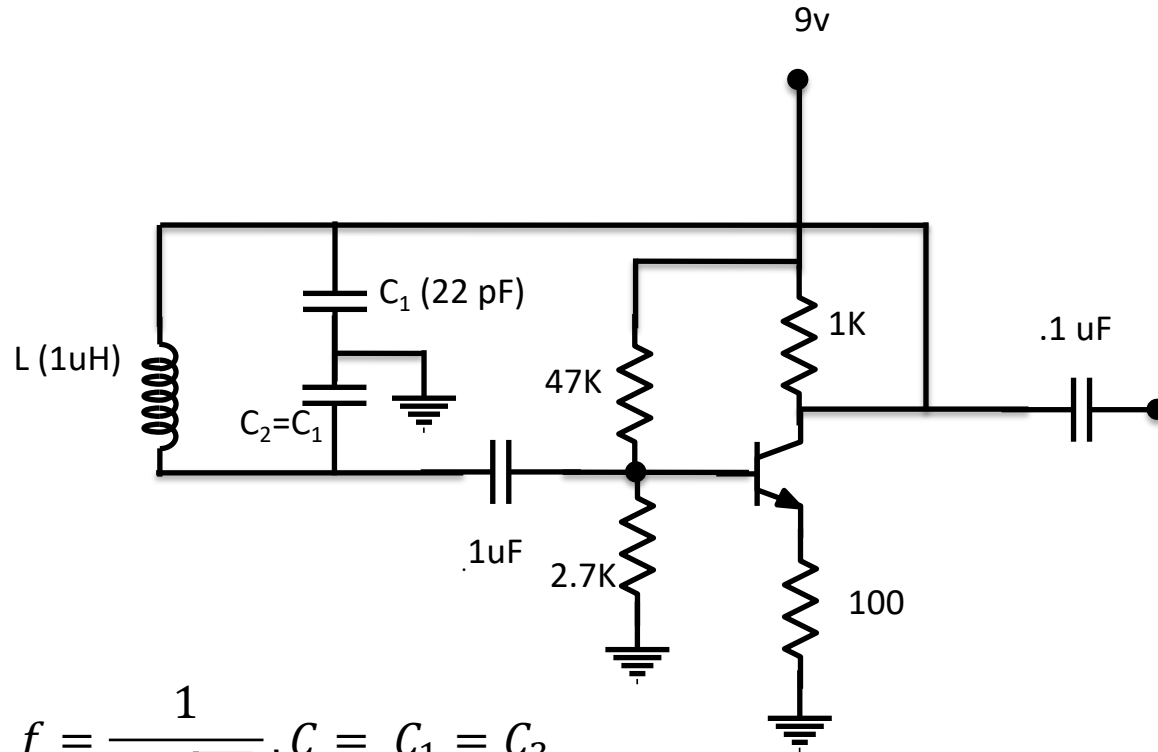 9v
C₁ (22 pF)
1K
.1 uF
L (1uH)
47K
C₂=C₁
.1uF
2.7K
100
f = 1 , C = C₁ = C₂